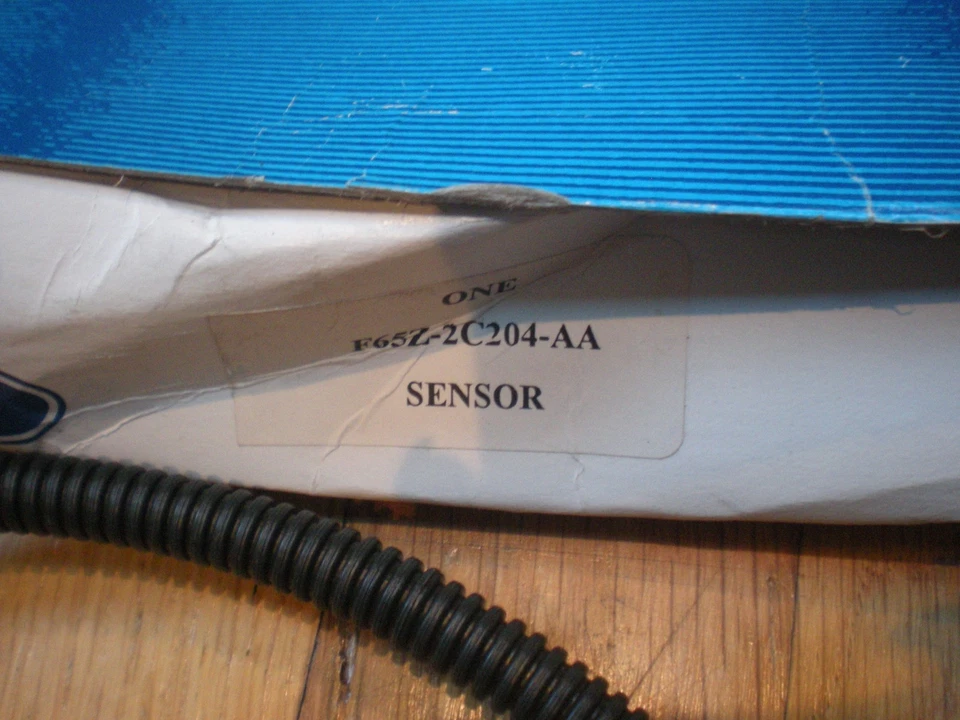 ONE
F65Z-2C204-AA
SENSOR